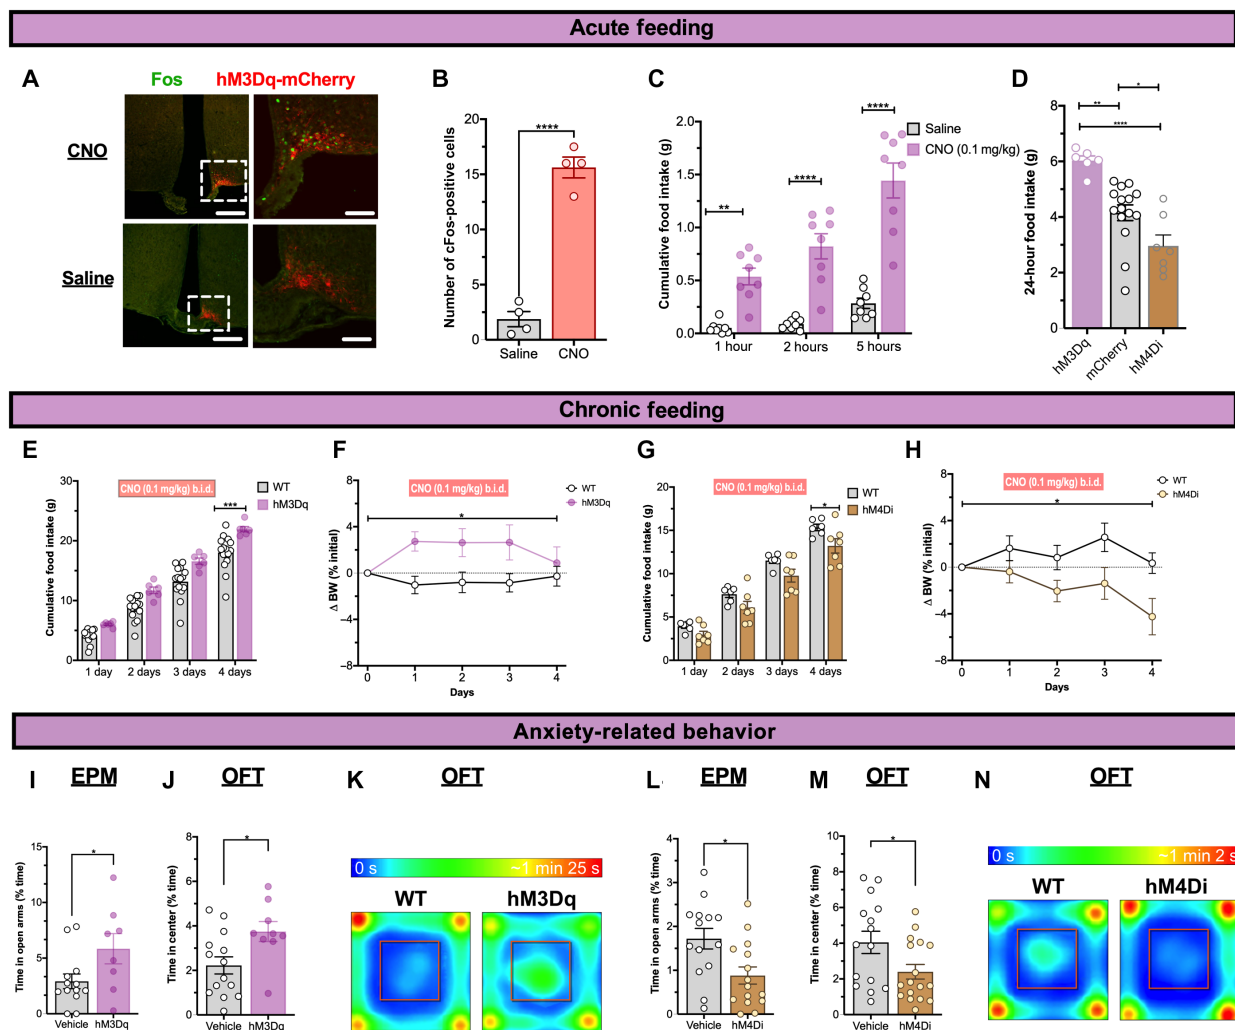 Acute feeding
A
Fos
hM3Dq-mCherry
CNO
Saline
B
Number of cFos-positive cells
20
15
10
5
0
****
Saline
CNO
C
Cumulative food intake (g)
2.0
1.5
1.0
0.5
0.0
**
****
****
Saline
CNO (0.1 mg/kg)
1 hour
2 hours
5 hours
D
24-hour food intake (g)
8
6
4
2
0
**
*
****
hM3Dq
mCherry
hM4Di
Chronic feeding
E
Cumulative food intake (g)
30
20
10
0
CNO (0.1 mg/kg) b.i.d.
***
WT
hM3Dq
1 day
2 days
3 days
4 days
F
Δ BW (% initial)
8
4
0
−4
−8
CNO (0.1 mg/kg) b.i.d.
*
WT
hM3Dq
0
1
2
3
4
Days
G
Cumulative food intake (g)
20
15
10
5
0
CNO (0.1 mg/kg) b.i.d.
*
WT
hM4Di
1 day
2 days
3 days
4 days
H
Δ BW (% initial)
8
4
0
−4
−8
CNO (0.1 mg/kg) b.i.d.
*
WT
hM4Di
0
1
2
3
4
Days
Anxiety-related behavior
I
EPM
Time in open arms (% time)
15
10
5
0
*
Vehicle
hM3Dq
J
OFT
Time in center (% time)
8
6
4
2
0
*
Vehicle
hM3Dq
K
OFT
0 s
~1 min 25 s
WT
hM3Dq
L
EPM
Time in open arms (% time)
4
3
2
1
0
*
Vehicle
hM4Di
M
OFT
Time in center (% time)
10
8
6
4
2
0
*
Vehicle
hM4Di
N
OFT
0 s
~1 min 2 s
WT
hM4Di